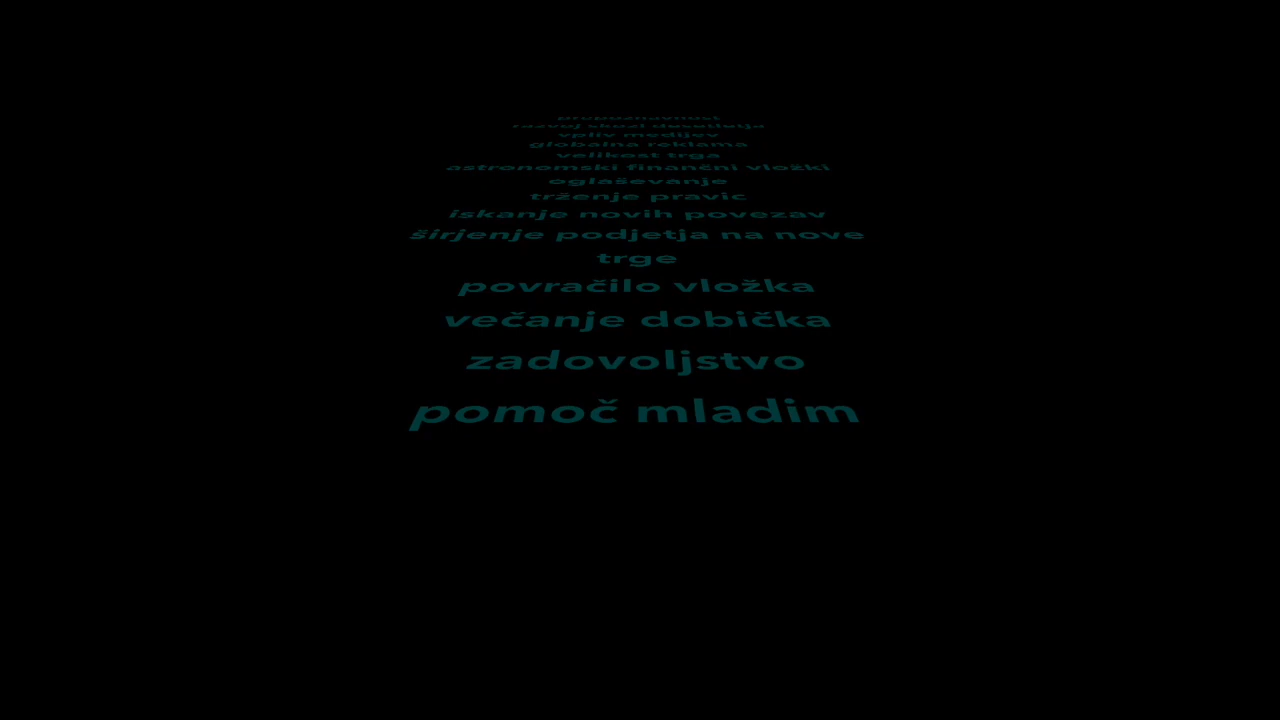 prepoznavnost
razvoj skozi desetletja
vpliv medijev
globalna reklama
velikost trga
astronomski finančni vložki
oglaševanje
trženje pravic
iskanje novih povezav
širjenje podjetja na nove
trge
povračilo vložka
večanje dobička
zadovoljstvo
pomoč mladim